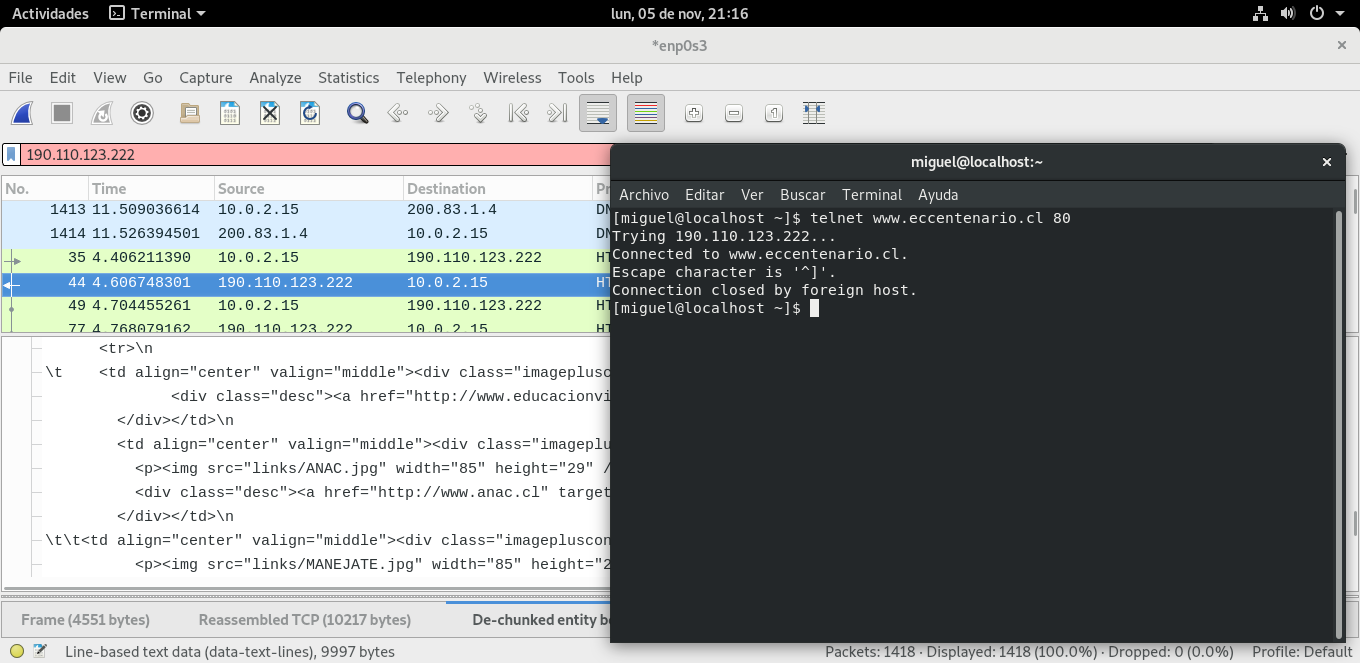 Actividades Terminal lun, 05 de nov, 21:16
*enp0s3
File Edit View Go Capture Analyze Statistics Telephony Wireless Tools Help
190.110.123.222
No. Time Source Destination
1413 11.509036614 10.0.2.15 200.83.1.4
1414 11.526394501 200.83.1.4 10.0.2.15
35 4.406211390 10.0.2.15 190.110.123.222
44 4.606748301 190.110.123.222 10.0.2.15
49 4.704455261 10.0.2.15 190.110.123.222
77 4.768079162 190.110.123.222 10.0.2.15
<tr>\n
\t <td align="center" valign="middle"><div class="imageplusc
<div class="desc"><a href="http://www.educacionvi
</div></td>\n
<td align="center" valign="middle"><div class="imageplu
<p><img src="links/ANAC.jpg" width="85" height="29" /
<div class="desc"><a href="http://www.anac.cl" target
</div></td>\n
\t\t<td align="center" valign="middle"><div class="imagepluscon
<p><img src="links/MANEJATE.jpg" width="85" height="2
Frame (4551 bytes) Reassembled TCP (10217 bytes) De-chunked entity b
Line-based text data (data-text-lines), 9997 bytes
Packets: 1418 · Displayed: 1418 (100.0%) · Dropped: 0 (0.0%) Profile: Default
miguel@localhost:~
Archivo Editar Ver Buscar Terminal Ayuda
[miguel@localhost ~]$ telnet www.eccentenario.cl 80
Trying 190.110.123.222...
Connected to www.eccentenario.cl.
Escape character is '^]'.
Connection closed by foreign host.
[miguel@localhost ~]$